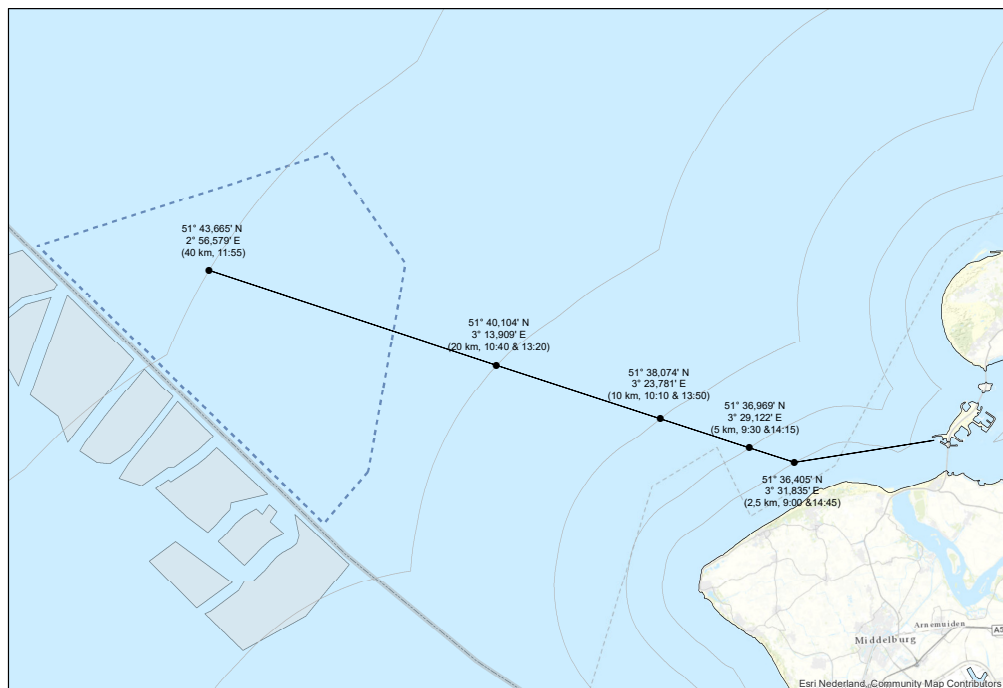 51° 43,665' N
2° 56,579' E
(40 km, 11:55)
51° 40,104' N
3° 13,909' E
(20 km, 10:40 & 13:20)
51° 38,074' N
3° 23,781' E
(10 km, 10:10 & 13:50)
51° 36,969' N
3° 29,122' E
(5 km, 9:30 &14:15)
51° 36,405' N
3° 31,835' E
(2,5 km, 9:00 &14:45)
Arnemuiden
A5
Middelburg
Esri Nederland, Community Map Contributors